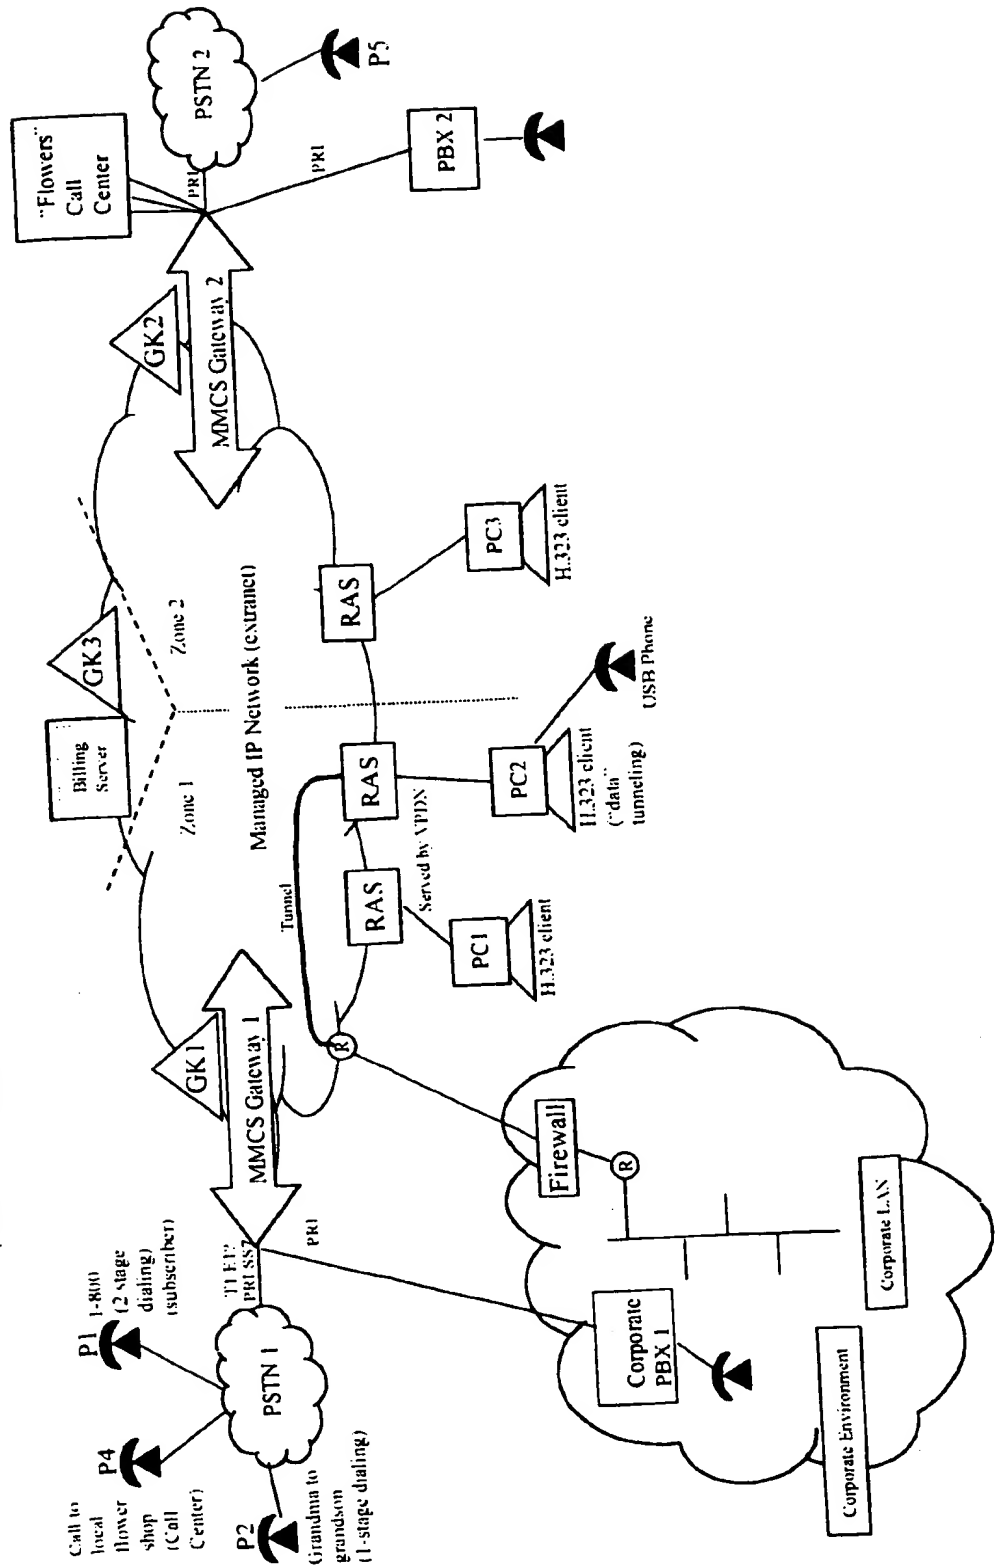 P1
1-800
(2 stage
dialing)
(subscriber)
P4
Call to
local
flower
shop
(Call
Center)
P2
Grandma to
grandson
(1-stage dialing)
PSTN 1
PRI SS7
PRI
GK1
MMCS Gateway 1
Billing
Server
GK3
Zone 1
Zone 2
Managed IP Network (extranet)
GK2
MMCS Gateway 2
"Flowers"
Call
Center
PRI
PSTN 2
P5
PRI
PBX 2
Tunnel
R
RAS
RAS
RAS
Served by VPDN
PC1
H.323 client
PC2
H.323 client
("data"
tunneling)
USB Phone
PC3
H.323 client
Firewall
R
Corporate
PBX 1
Corporate LAN
Corporate Environment